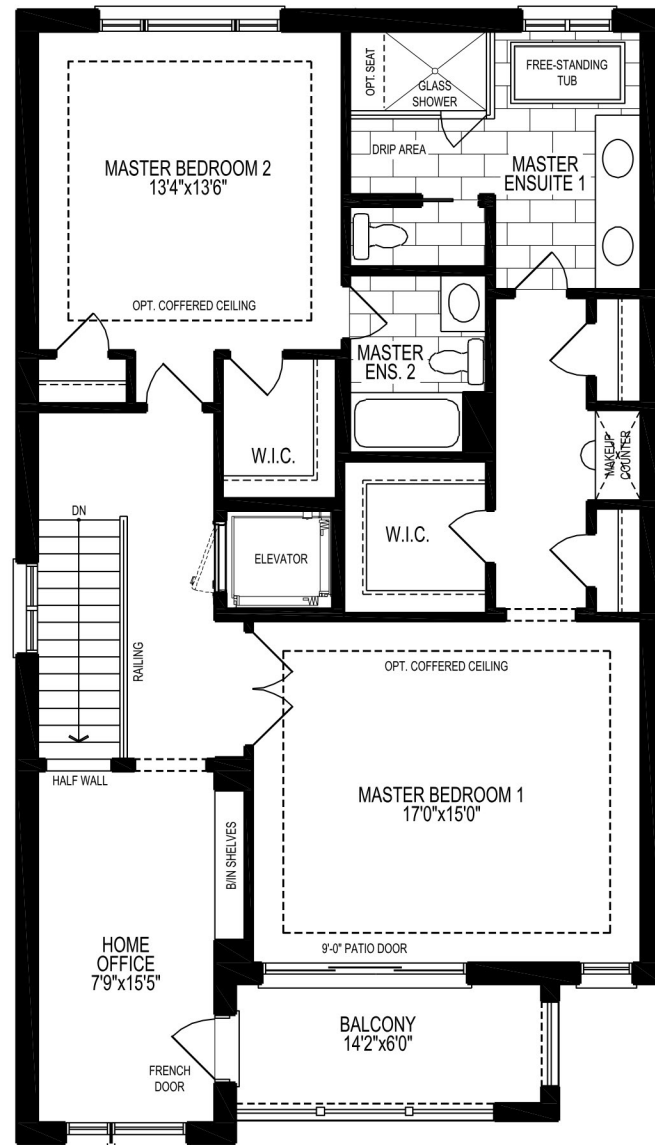 OPT. SEAT
GLASS
SHOWER
FREE-STANDING
TUB
DRIP AREA
MASTER
ENSUITE 1
MASTER BEDROOM 2
13'4"x13'6"
OPT. COFFERED CEILING
MASTER
ENS. 2
W.I.C.
MAKEUP
COUNTER
W.I.C.
DN
ELEVATOR
RAILING
OPT. COFFERED CEILING
HALF WALL
MASTER BEDROOM 1
17'0"x15'0"
B/IN SHELVES
HOME
OFFICE
7'9"x15'5"
9'-0" PATIO DOOR
BALCONY
14'2"x6'0"
FRENCH
DOOR